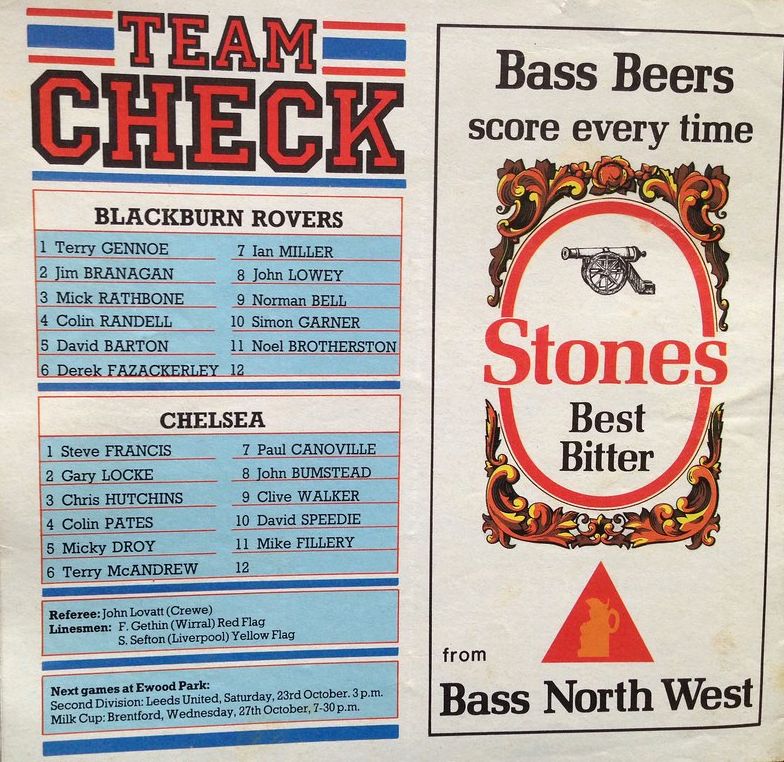 TEAM
CHECK
BLACKBURN ROVERS
1 Terry GENNOE
2 Jim BRANAGAN
3 Mick RATHBONE
4 Colin RANDELL
5 David BARTON
6 Derek FAZACKERLEY
7 Ian MILLER
8 John LOWEY
9 Norman BELL
10 Simon GARNER
11 Noel BROTHERSTON
12
CHELSEA
1 Steve FRANCIS
2 Gary LOCKE
3 Chris HUTCHINS
4 Colin PATES
5 Micky DROY
6 Terry McANDREW
7 Paul CANOVILLE
8 John BUMSTEAD
9 Clive WALKER
10 David SPEEDIE
11 Mike FILLERY
12
Referee: John Lovatt (Crewe)
Linesmen: F. Gethin (Wirral) Red Flag
S. Sefton (Liverpool) Yellow Flag
Next games at Ewood Park:
Second Division: Leeds United, Saturday, 23rd October. 3 p.m.
Milk Cup: Brentford, Wednesday, 27th October, 7-30 p.m.
Bass Beers
score every time
Stones
Best
Bitter
from
Bass North West